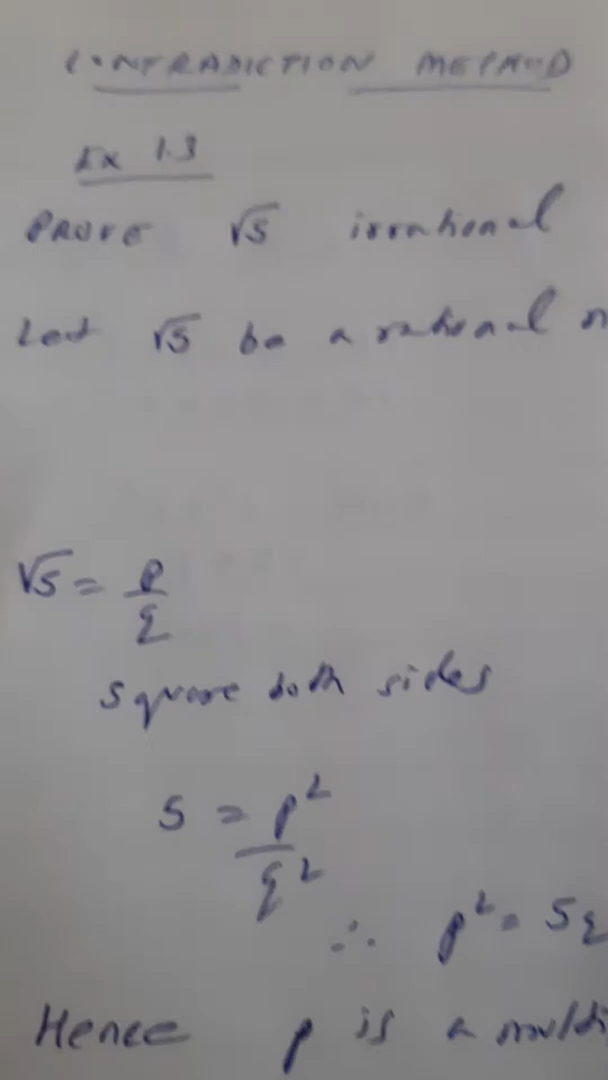 CONTRADICTION METHOD
Ex 1.3
PROVE √5 irrational
Let √5 be a rational n
√5 = p/q
Square both sides
5 = p²/q²
∴ p² = 5q
Hence p is a multi